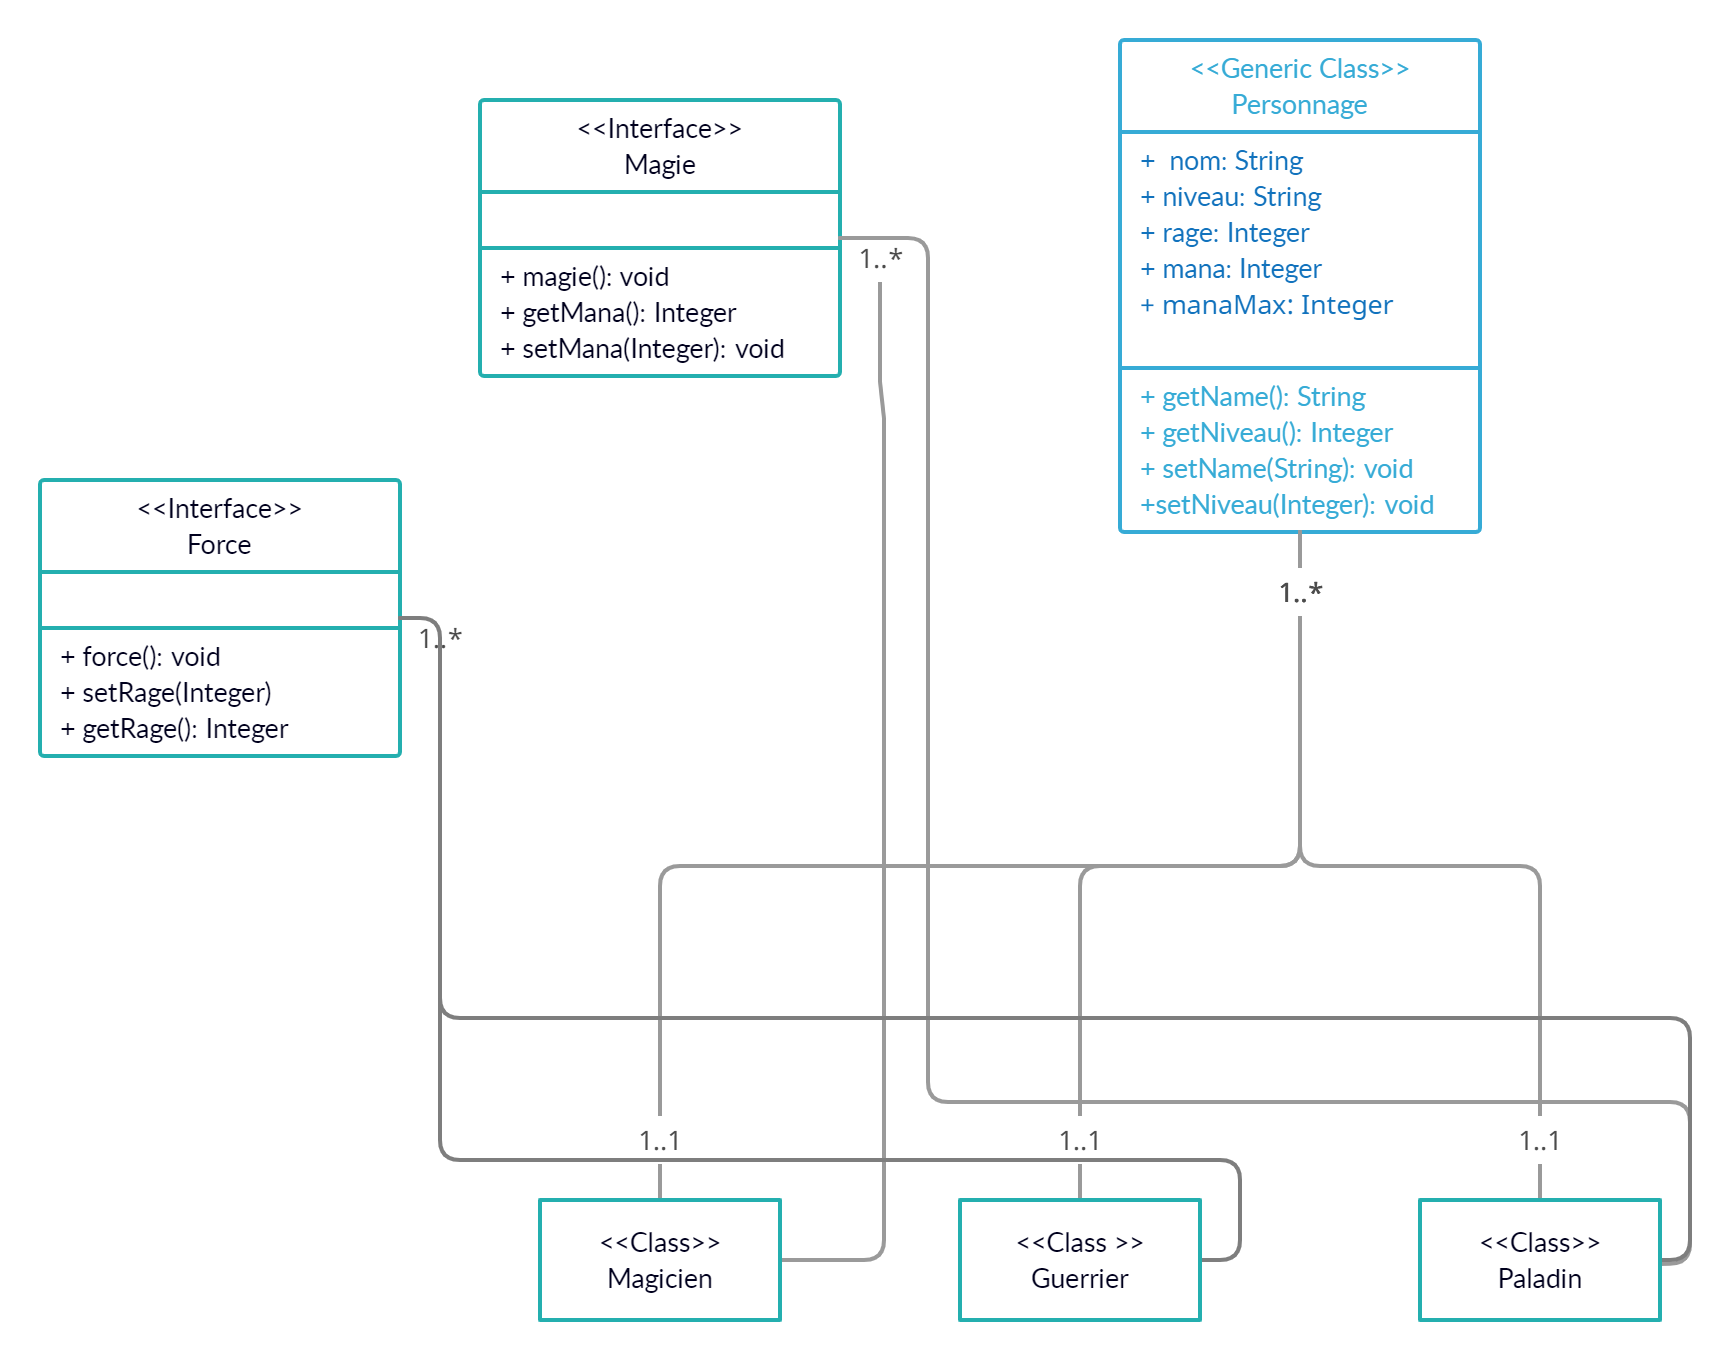 <<Generic Class>>
Personnage
+  nom: String
+ niveau: String
+ rage: Integer
+ mana: Integer
+ manaMax: Integer
+ getName(): String
+ getNiveau(): Integer
+ setName(String): void
+setNiveau(Integer): void
1..*
<<Interface>>
Magie
+ magie(): void
+ getMana(): Integer
+ setMana(Integer): void
1..*
<<Interface>>
Force
+ force(): void
+ setRage(Integer)
+ getRage(): Integer
1..*
1..1
1..1
1..1
<<Class>>
Magicien
<<Class >>
Guerrier
<<Class>>
Paladin